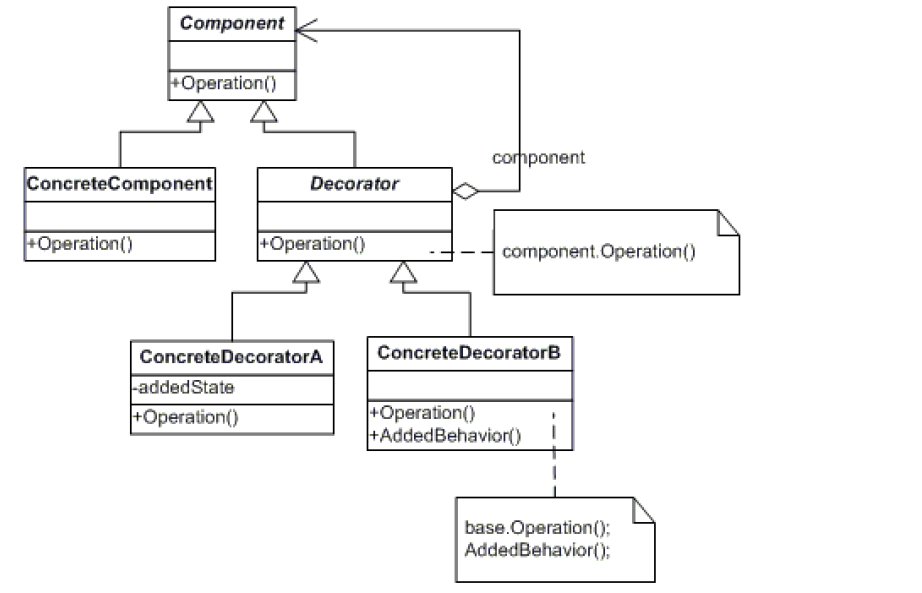 Component
+Operation()
component
ConcreteComponent
+Operation()
Decorator
+Operation()
component.Operation()
ConcreteDecoratorA
-addedState
+Operation()
ConcreteDecoratorB
+Operation()
+AddedBehavior()
base.Operation();
AddedBehavior();